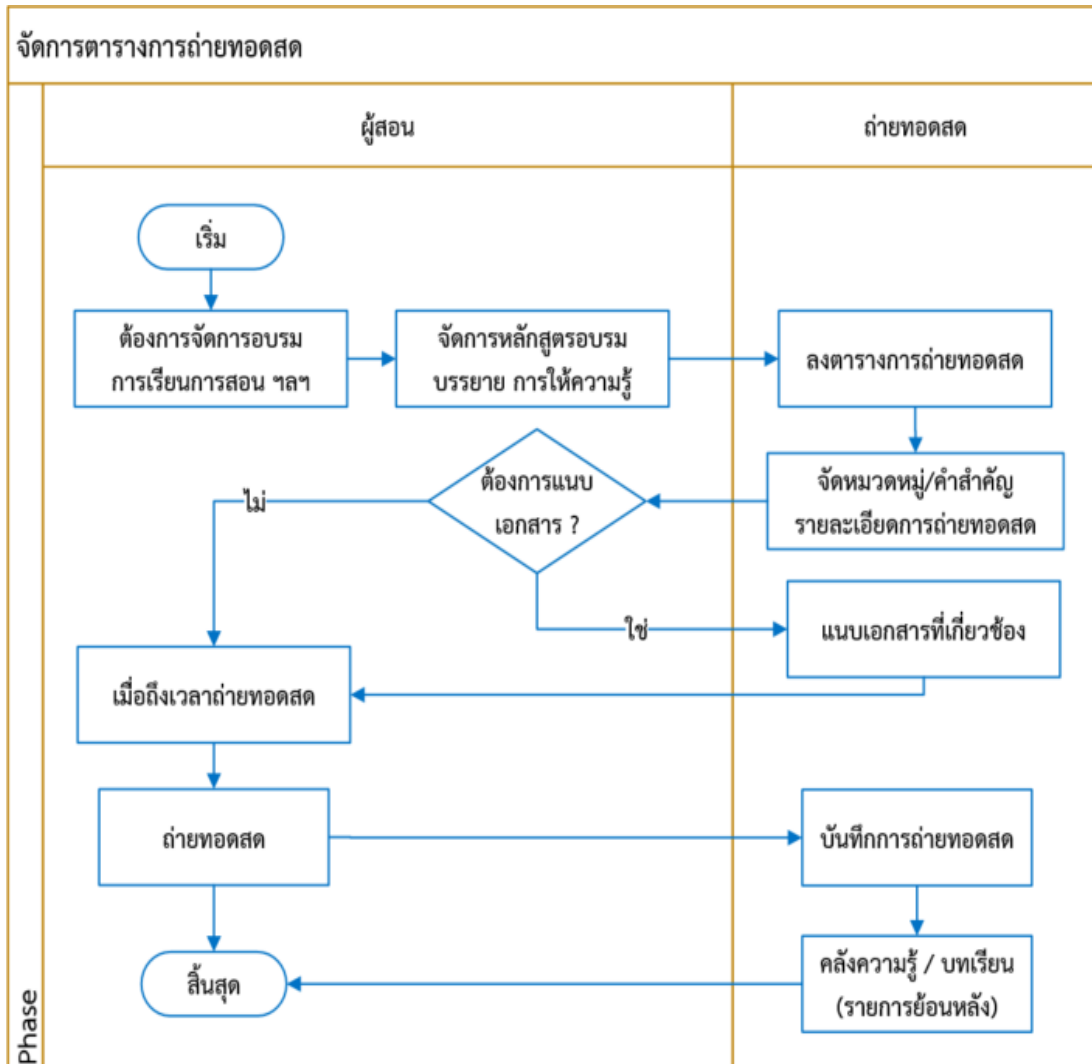 จัดการตารางการถ่ายทอดสด
ผู้สอน
ถ่ายทอดสด
เริ่ม
ต้องการจัดการอบรม
การเรียนการสอน ฯลฯ
จัดการหลักสูตรอบรม
บรรยาย การให้ความรู้
ลงตารางการถ่ายทอดสด
จัดหมวดหมู่/คำสำคัญ
รายละเอียดการถ่ายทอดสด
ต้องการแนบ
เอกสาร ?
ไม่
ใช่
แนบเอกสารที่เกี่ยวช้อง
เมื่อถึงเวลาถ่ายทอดสด
ถ่ายทอดสด
บันทึกการถ่ายทอดสด
คลังความรู้ / บทเรียน
(รายการย้อนหลัง)
สิ้นสุด
Phase